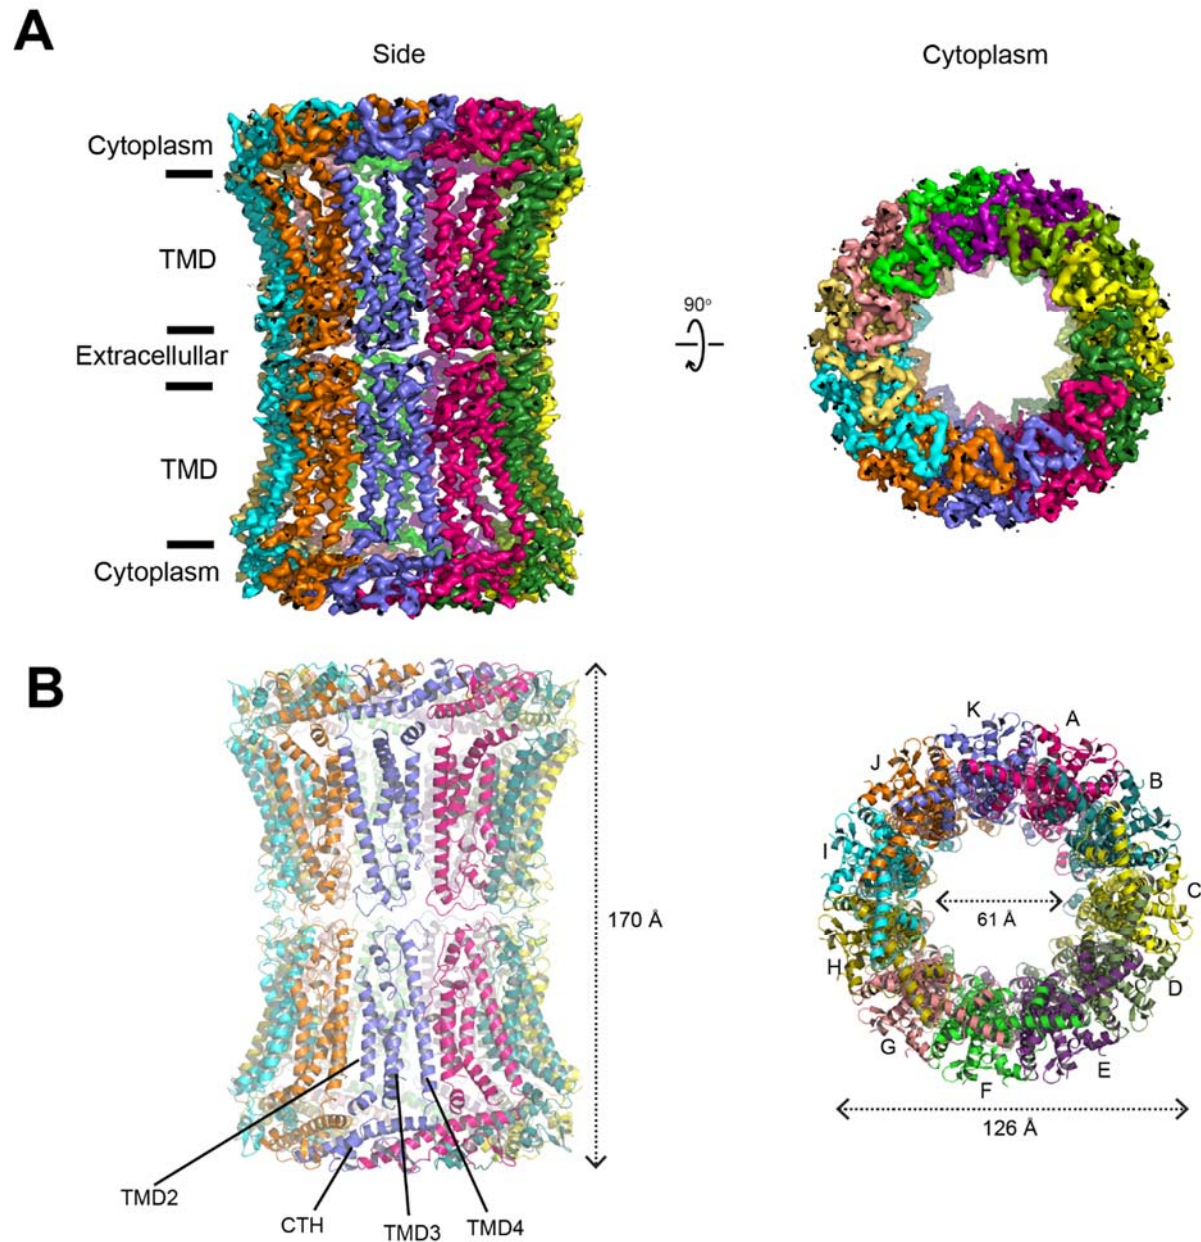 A
Side
Cytoplasm
Cytoplasm
TMD
Extracellullar
TMD
Cytoplasm
90°
B
170 Å
TMD2
CTH
TMD3
TMD4
K
A
J
B
I
C
61 Å
H
D
G
E
F
126 Å